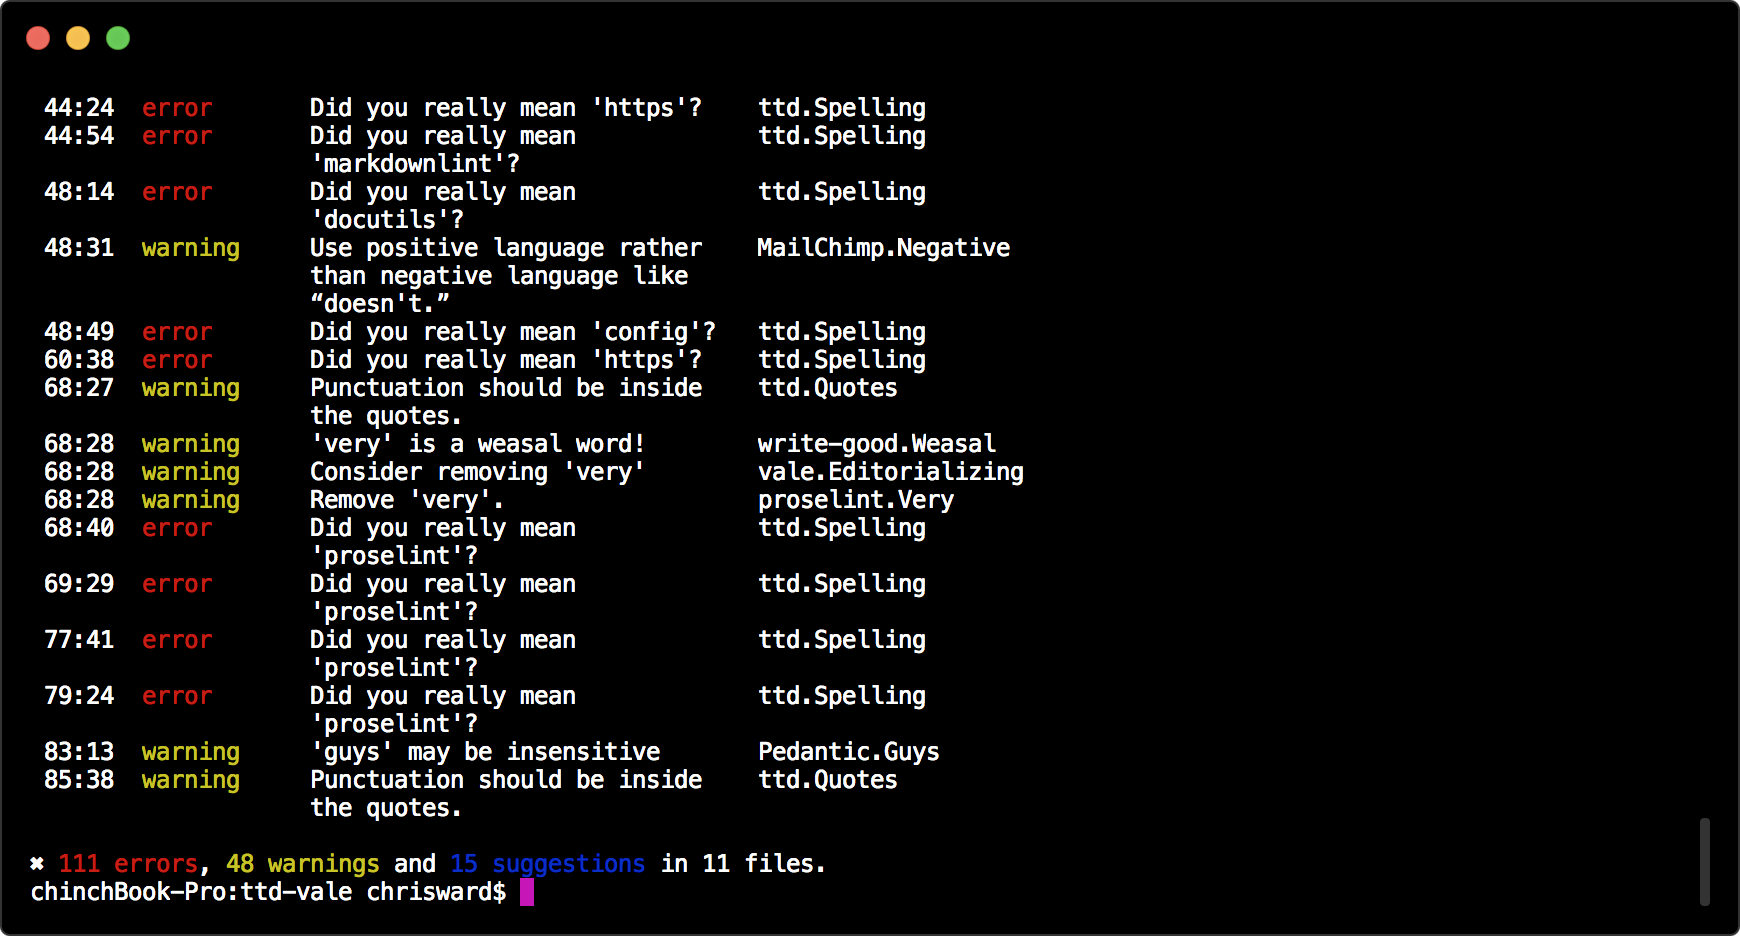 44:24 error Did you really mean 'https'? ttd.Spelling
44:54 error Did you really mean ttd.Spelling
'markdownlint'?
48:14 error Did you really mean ttd.Spelling
'docutils'?
48:31 warning Use positive language rather MailChimp.Negative
than negative language like
“doesn't.”
48:49 error Did you really mean 'config'? ttd.Spelling
60:38 error Did you really mean 'https'? ttd.Spelling
68:27 warning Punctuation should be inside ttd.Quotes
the quotes.
68:28 warning 'very' is a weasal word! write-good.Weasal
68:28 warning Consider removing 'very' vale.Editorializing
68:28 warning Remove 'very'. proselint.Very
68:40 error Did you really mean ttd.Spelling
'proselint'?
69:29 error Did you really mean ttd.Spelling
'proselint'?
77:41 error Did you really mean ttd.Spelling
'proselint'?
79:24 error Did you really mean ttd.Spelling
'proselint'?
83:13 warning 'guys' may be insensitive Pedantic.Guys
85:38 warning Punctuation should be inside ttd.Quotes
the quotes.
✖ 111 errors, 48 warnings and 15 suggestions in 11 files.
chinchBook-Pro:ttd-vale chrisward$